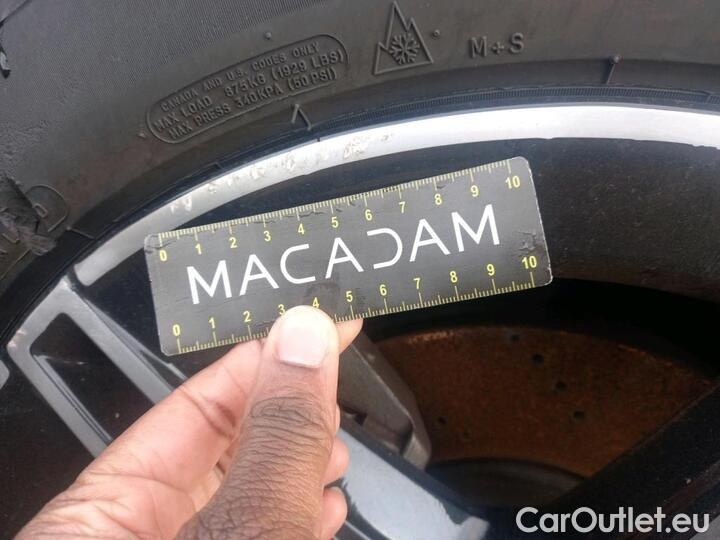 CANADA AND U.S. CODES ONLY
MAX LOAD 875KG (1929 LBS)
MAX PRESS 340KPA (50 PSI)
M+S
0 1 2 3 4 5 6 7 8 9 10
MACADAM
0 1 2 3 4 5 6 7 8 9 10
CarOutlet.eu